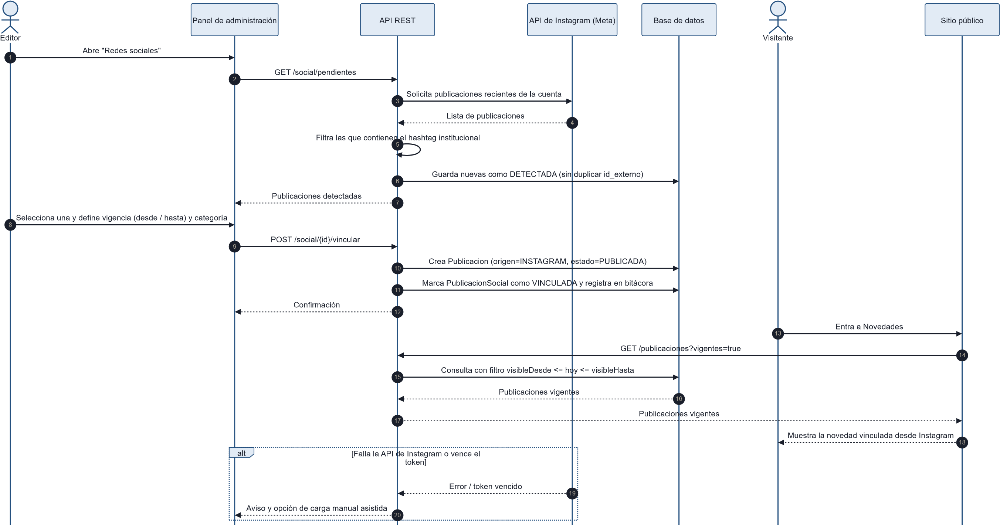 Editor
Panel de administración
API REST
API de Instagram (Meta)
Base de datos
Visitante
Sitio público
Abre "Redes sociales"
1
GET /social/pendientes
2
Solicita publicaciones recientes de la cuenta
3
Lista de publicaciones
4
Filtra las que contienen el hashtag institucional
5
Guarda nuevas como DETECTADA (sin duplicar id_externo)
6
Publicaciones detectadas
7
Selecciona una y define vigencia (desde / hasta) y categoría
8
POST /social/{id}/vincular
9
Crea Publicacion (origen=INSTAGRAM, estado=PUBLICADA)
10
Marca PublicacionSocial como VINCULADA y registra en bitácora
11
Confirmación
12
Entra a Novedades
13
GET /publicaciones?vigentes=true
14
Consulta con filtro visibleDesde <= hoy <= visibleHasta
15
Publicaciones vigentes
16
Publicaciones vigentes
17
Muestra la novedad vinculada desde Instagram
18
alt
[Falla la API de Instagram o vence el
token]
Error / token vencido
19
Aviso y opción de carga manual asistida
20